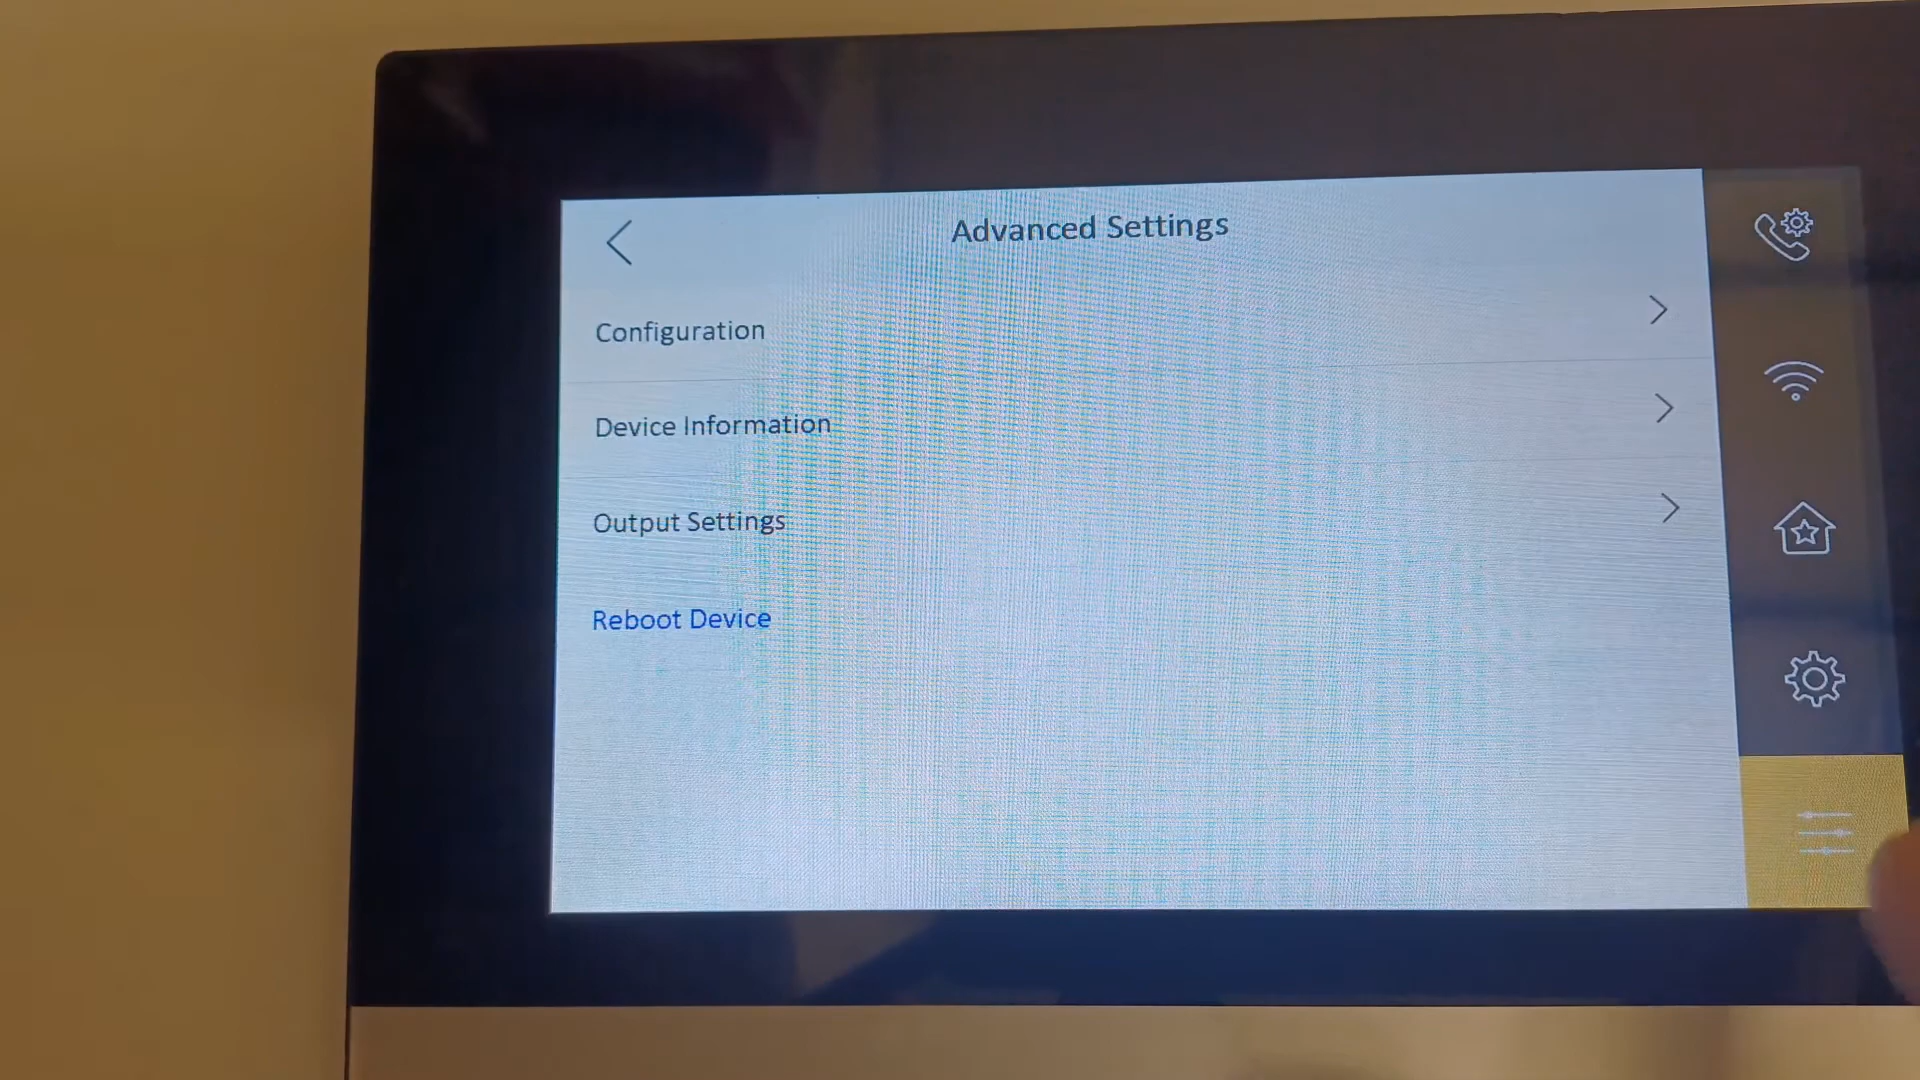 Advanced Settings
Configuration
Device Information
Output Settings
Reboot Device